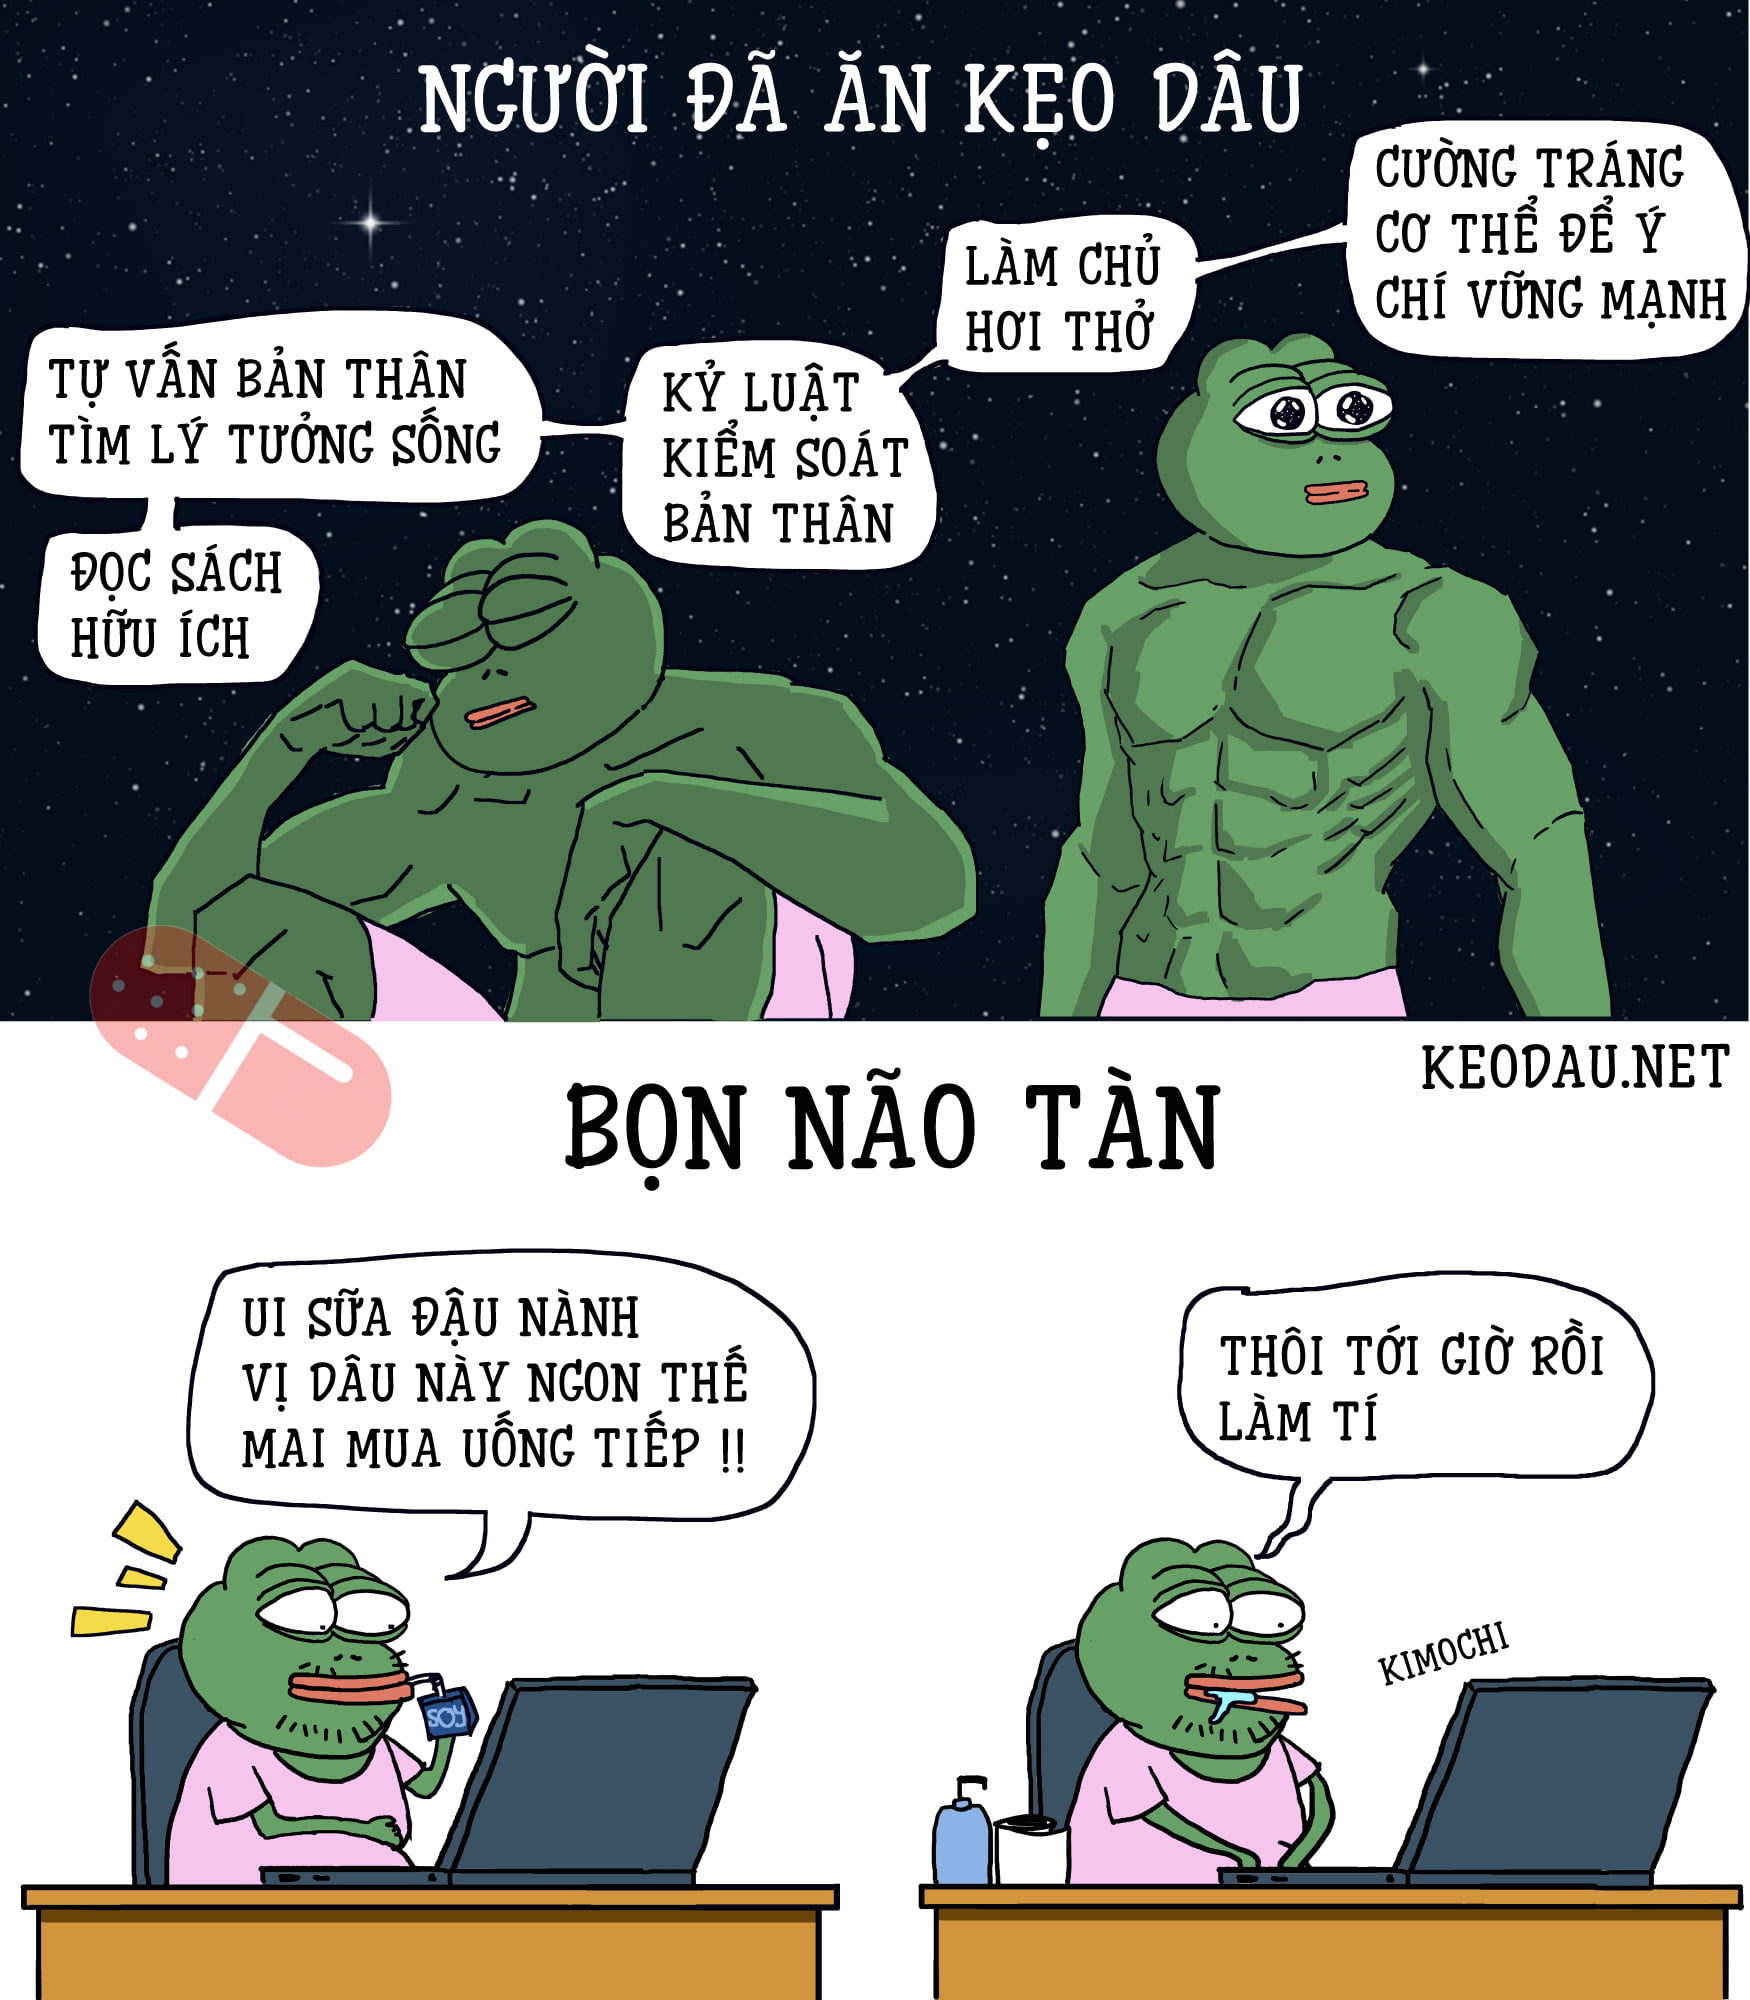 NGƯỜI ĐÃ ĂN KẸO DÂU
CƯỜNG TRÁNG
CƠ THỂ ĐỂ Ý
CHÍ VỮNG MẠNH
LÀM CHỦ
HƠI THỞ
KỶ LUẬT
KIỂM SOÁT
BẢN THÂN
TỰ VẤN BẢN THÂN
TÌM LÝ TƯỞNG SỐNG
ĐỌC SÁCH
HỮU ÍCH
KEODAU.NET
BỌN NÃO TÀN
UI SỮA ĐẬU NÀNH
VỊ DÂU NÀY NGON THẾ
MAI MUA UỐNG TIẾP !!
SOY
THÔI TỚI GIỜ RỒI
LÀM TÍ
KIMOCHI